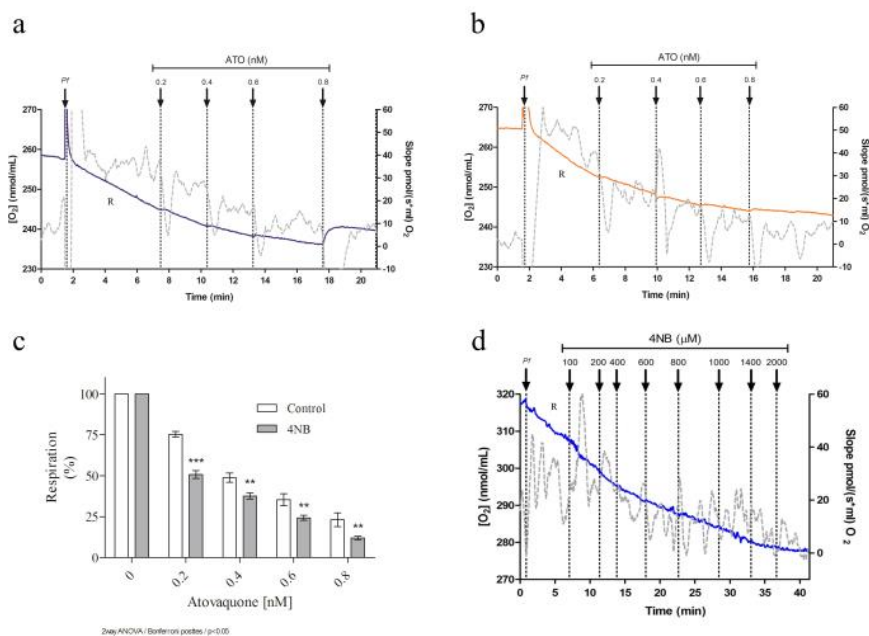 a
ATO (nM)
Pf
0.2
0.4
0.6
0.8
270
260
250
240
230
[O2] (nmol/mL)
R
60
50
40
30
20
10
0
-10
Slope pmol/(s*ml) O2
0 2 4 6 8 10 12 14 16 18 20
Time (min)
b
ATO (nM)
Pf
0.2
0.4
0.6
0.8
270
260
250
240
230
[O2] (nmol/mL)
R
60
50
40
30
20
10
0
-10
Slope pmol/(s*ml) O2
0 2 4 6 8 10 12 14 16 18 20
Time (min)
c
100
75
50
25
0
Respiration
(%)
Control
4NB
***
**
**
**
0 0.2 0.4 0.6 0.8
Atovaquone [nM]
2way ANOVA / Bonferroni posttes / p<0.05
d
4NB (µM)
Pf 100 200 400 600 800 1000 1400 2000
320
310
300
290
280
270
[O2] (nmol/mL)
R
60
40
20
0
Slope pmol/(s*ml) O2
0 5 10 15 20 25 30 35 40
Time (min)